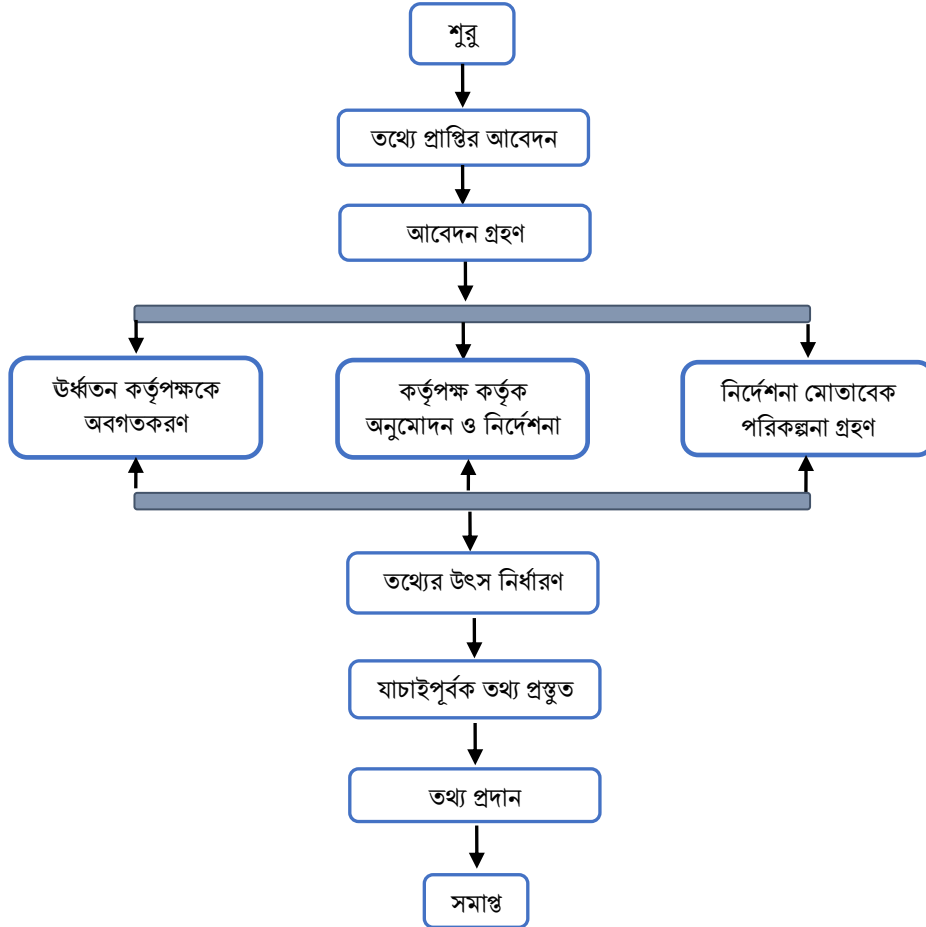 শুরু
তথ্যে প্রাপ্তির আবেদন
আবেদন গ্রহণ
ঊর্ধ্বতন কর্তৃপক্ষকে
অবগতকরণ
কর্তৃপক্ষ কর্তৃক
অনুমোদন ও নির্দেশনা
নির্দেশনা মোতাবেক
পরিকল্পনা গ্রহণ
তথ্যের উৎস নির্ধারণ
যাচাইপূর্বক তথ্য প্রস্তুত
তথ্য প্রদান
সমাপ্ত